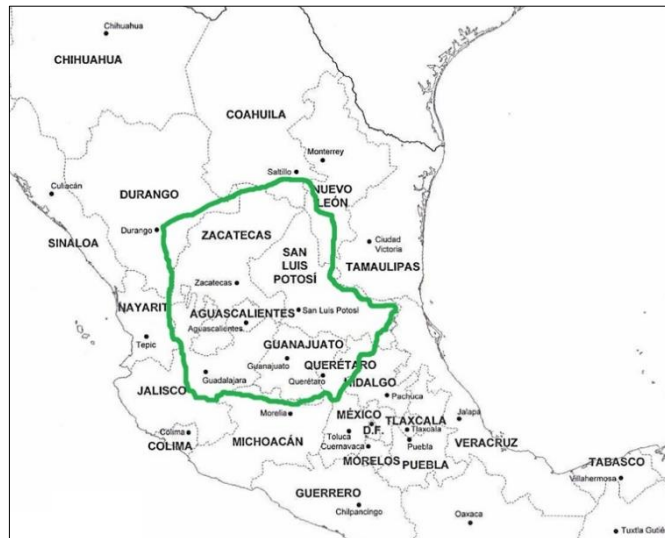 Chihuahua
CHIHUAHUA
COAHUILA
Monterrey
Saltillo
Culiacán
DURANGO
NUEVO
LEÓN
Durango
SINALOA
ZACATECAS
Ciudad
Victoria
SAN
LUIS
POTOSÍ
TAMAULIPAS
Zacatecas
NAYARIT
AGUASCALIENTES
San Luis Potosí
Aguascalientes
Tepic
GUANAJUATO
Guanajuato
QUERÉTARO
Querétaro
Guadalajara
HIDALGO
JALISCO
Pachuca
Morelia
MÉXICO
TLAXCALA
Jalapa
Colima
COLIMA
MICHOACÁN
Toluca
D.F.
Tlaxcala
Cuernavaca
Puebla
VERACRUZ
MORELOS
PUEBLA
TABASCO
Villahermosa
GUERRERO
Chilpancingo
Oaxaca
Tuxtla Gutié